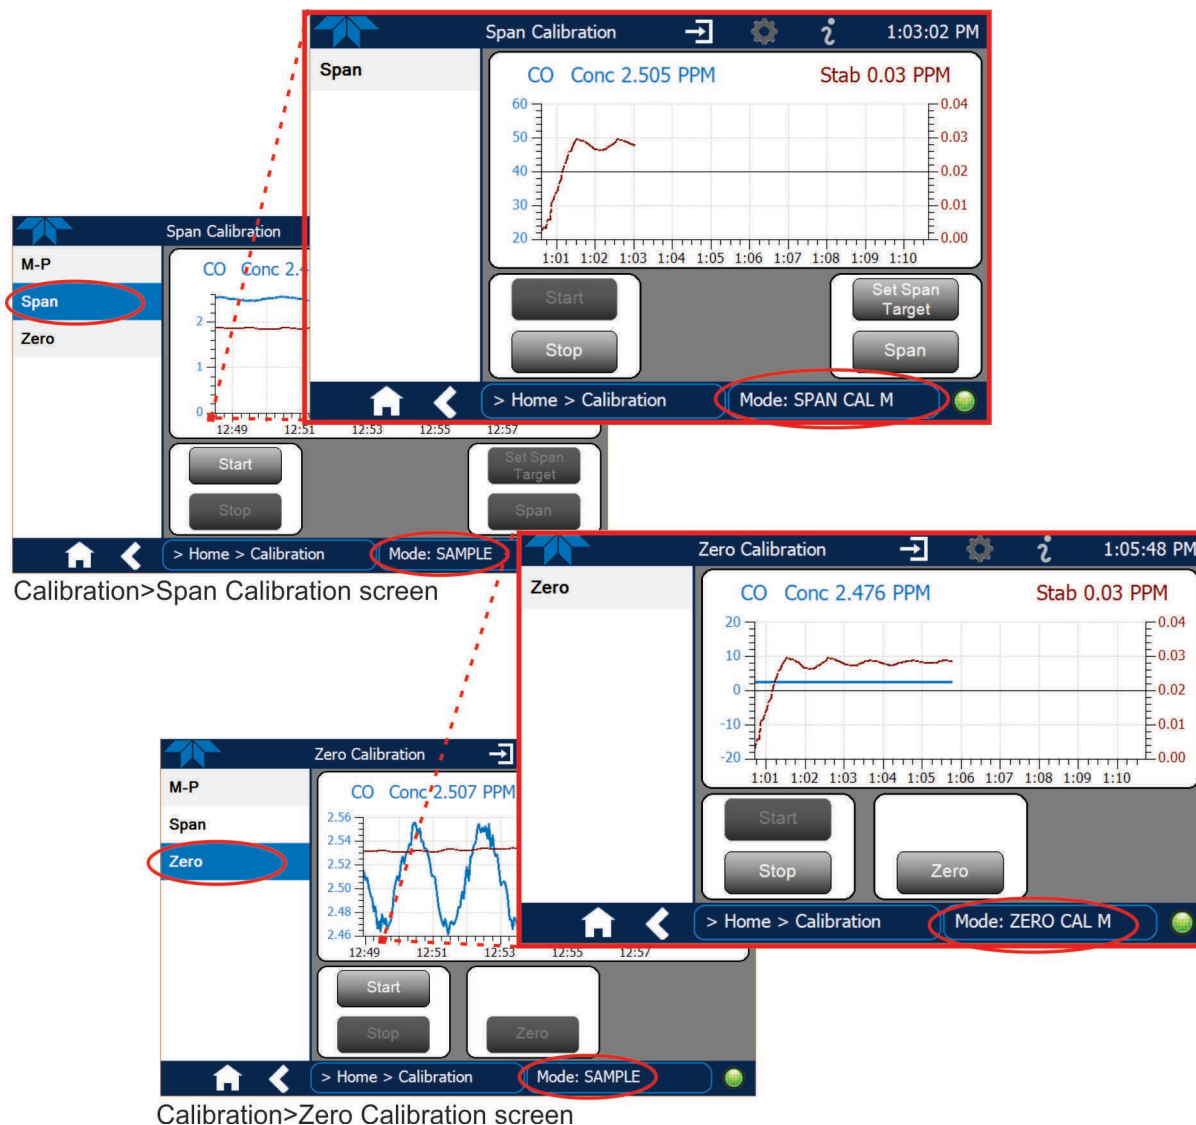 Span Calibration 1:03:02 PM
Span
CO Conc 2.505 PPM Stab 0.03 PPM
60 0.04
50 0.03
40 0.02
30 0.01
20 0.00
1:01 1:02 1:03 1:04 1:05 1:06 1:07 1:08 1:09 1:10
Start
Stop
Set Span
Target
Span
> Home > Calibration Mode: SPAN CAL M
Span Calibration
M-P
Span
Zero
CO Conc 2.4
2
1
0
12:49 12:51 12:53 12:55 12:57
Start
Stop
Set Span
Target
Span
> Home > Calibration Mode: SAMPLE
Calibration>Span Calibration screen
Zero Calibration 1:05:48 PM
Zero
CO Conc 2.476 PPM Stab 0.03 PPM
20 0.04
10 0.03
0 0.02
-10 0.01
-20 0.00
1:01 1:02 1:03 1:04 1:05 1:06 1:07 1:08 1:09 1:10
Start
Stop
Zero
> Home > Calibration Mode: ZERO CAL M
Zero Calibration
M-P
Span
Zero
CO Conc 2.507 PPM
2.56
2.54
2.52
2.50
2.48
2.46
12:49 12:51 12:53 12:55 12:57
Start
Stop
Zero
> Home > Calibration Mode: SAMPLE
Calibration>Zero Calibration screen